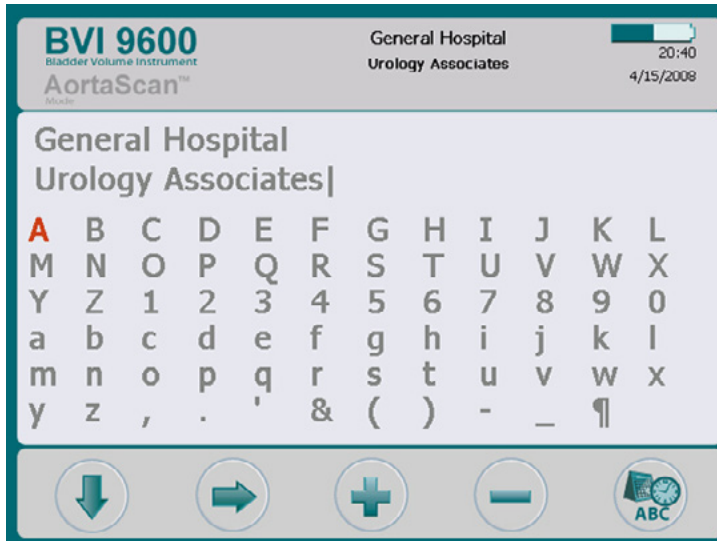 BVI 9600
Bladder Volume Instrument
AortaScan™
Mode
General Hospital
Urology Associates
20:40
4/15/2008
General Hospital
Urology Associates|
A B C D E F G H I J K L
M N O P Q R S T U V W X
Y Z 1 2 3 4 5 6 7 8 9 0
a b c d e f g h i j k l
m n o p q r s t u v w x
y z , . ' & ( ) - _ ¶
ABC